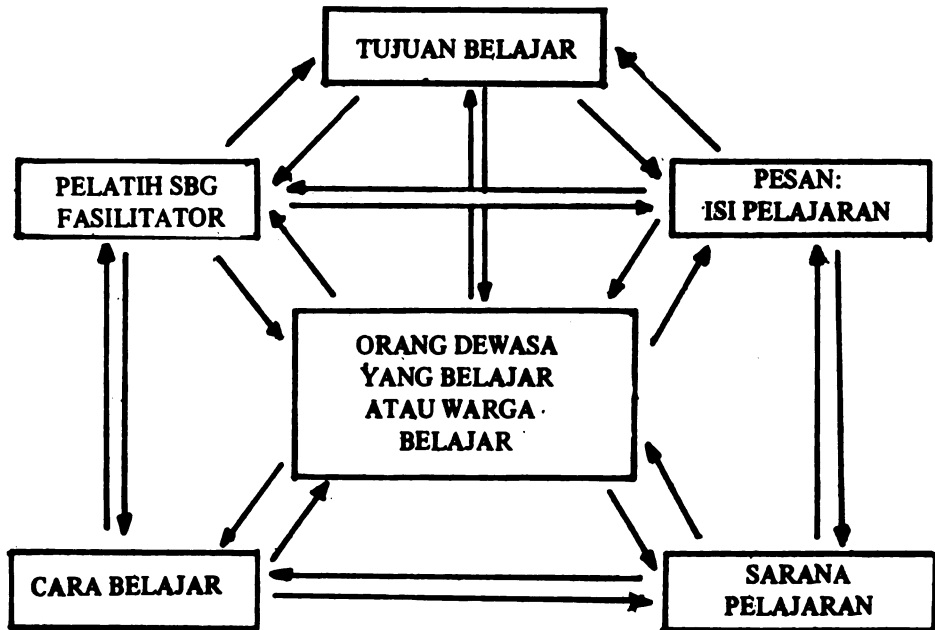 TUJUAN BELAJAR
PELATIH SBG
FASILITATOR
PESAN:
ISI PELAJARAN
ORANG DEWASA
YANG BELAJAR
ATAU WARGA
BELAJAR
CARA BELAJAR
SARANA
PELAJARAN